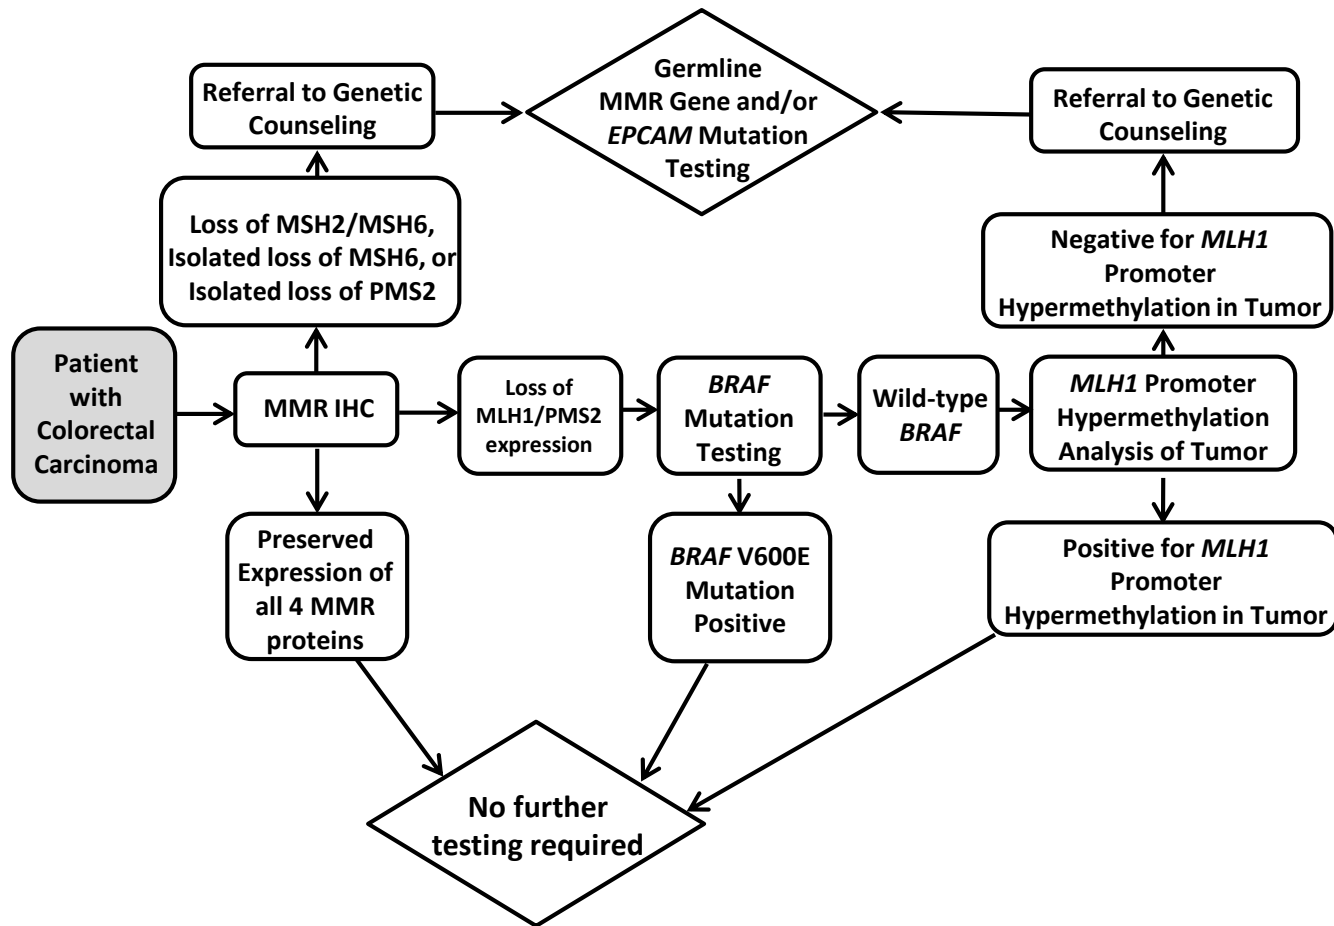 Germline
MMR Gene and/or
EPCAM Mutation
Testing
Referral to Genetic
Counseling
Referral to Genetic
Counseling
Loss of MSH2/MSH6,
Isolated loss of MSH6, or
Isolated loss of PMS2
Negative for MLH1
Promoter
Hypermethylation in Tumor
Patient
with
Colorectal
Carcinoma
MMR IHC
Loss of
MLH1/PMS2
expression
BRAF
Mutation
Testing
Wild-type
BRAF
MLH1 Promoter
Hypermethylation
Analysis of Tumor
Preserved
Expression of
all 4 MMR
proteins
BRAF V600E
Mutation
Positive
Positive for MLH1
Promoter
Hypermethylation in Tumor
No further
testing required